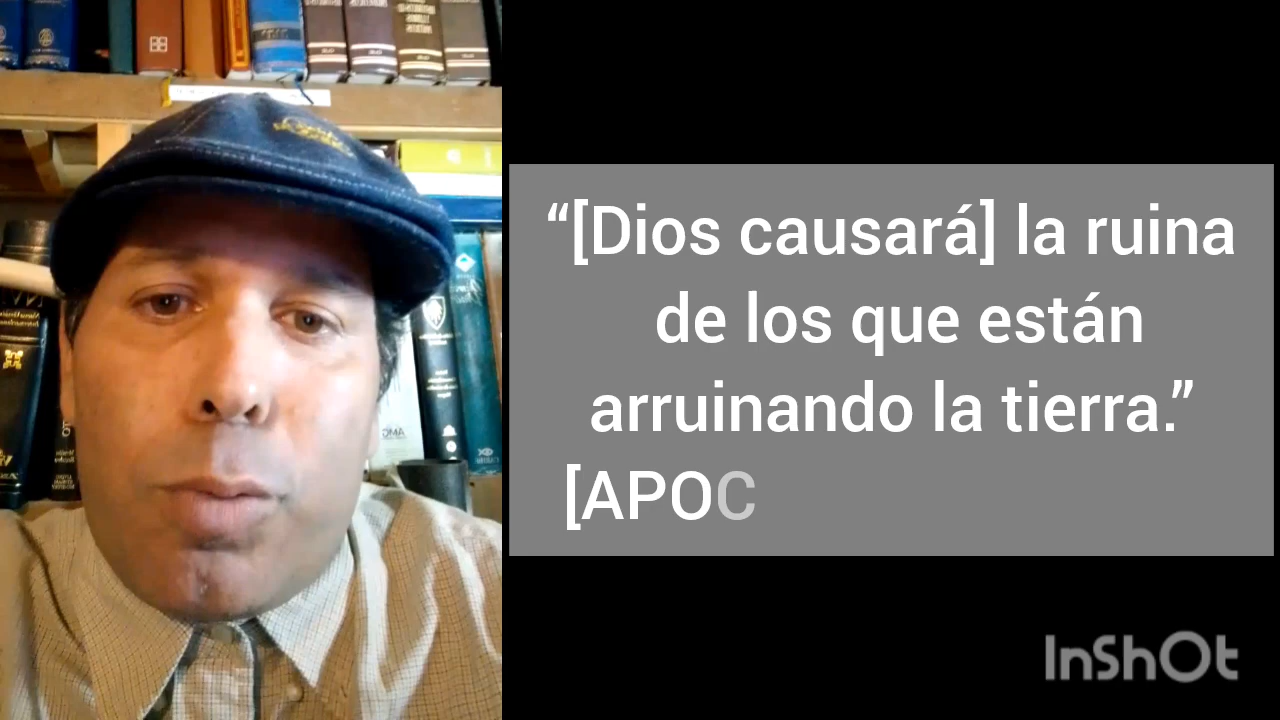 “[Dios causará] la ruina
de los que están
arruinando la tierra.”
[APOC
InShOt